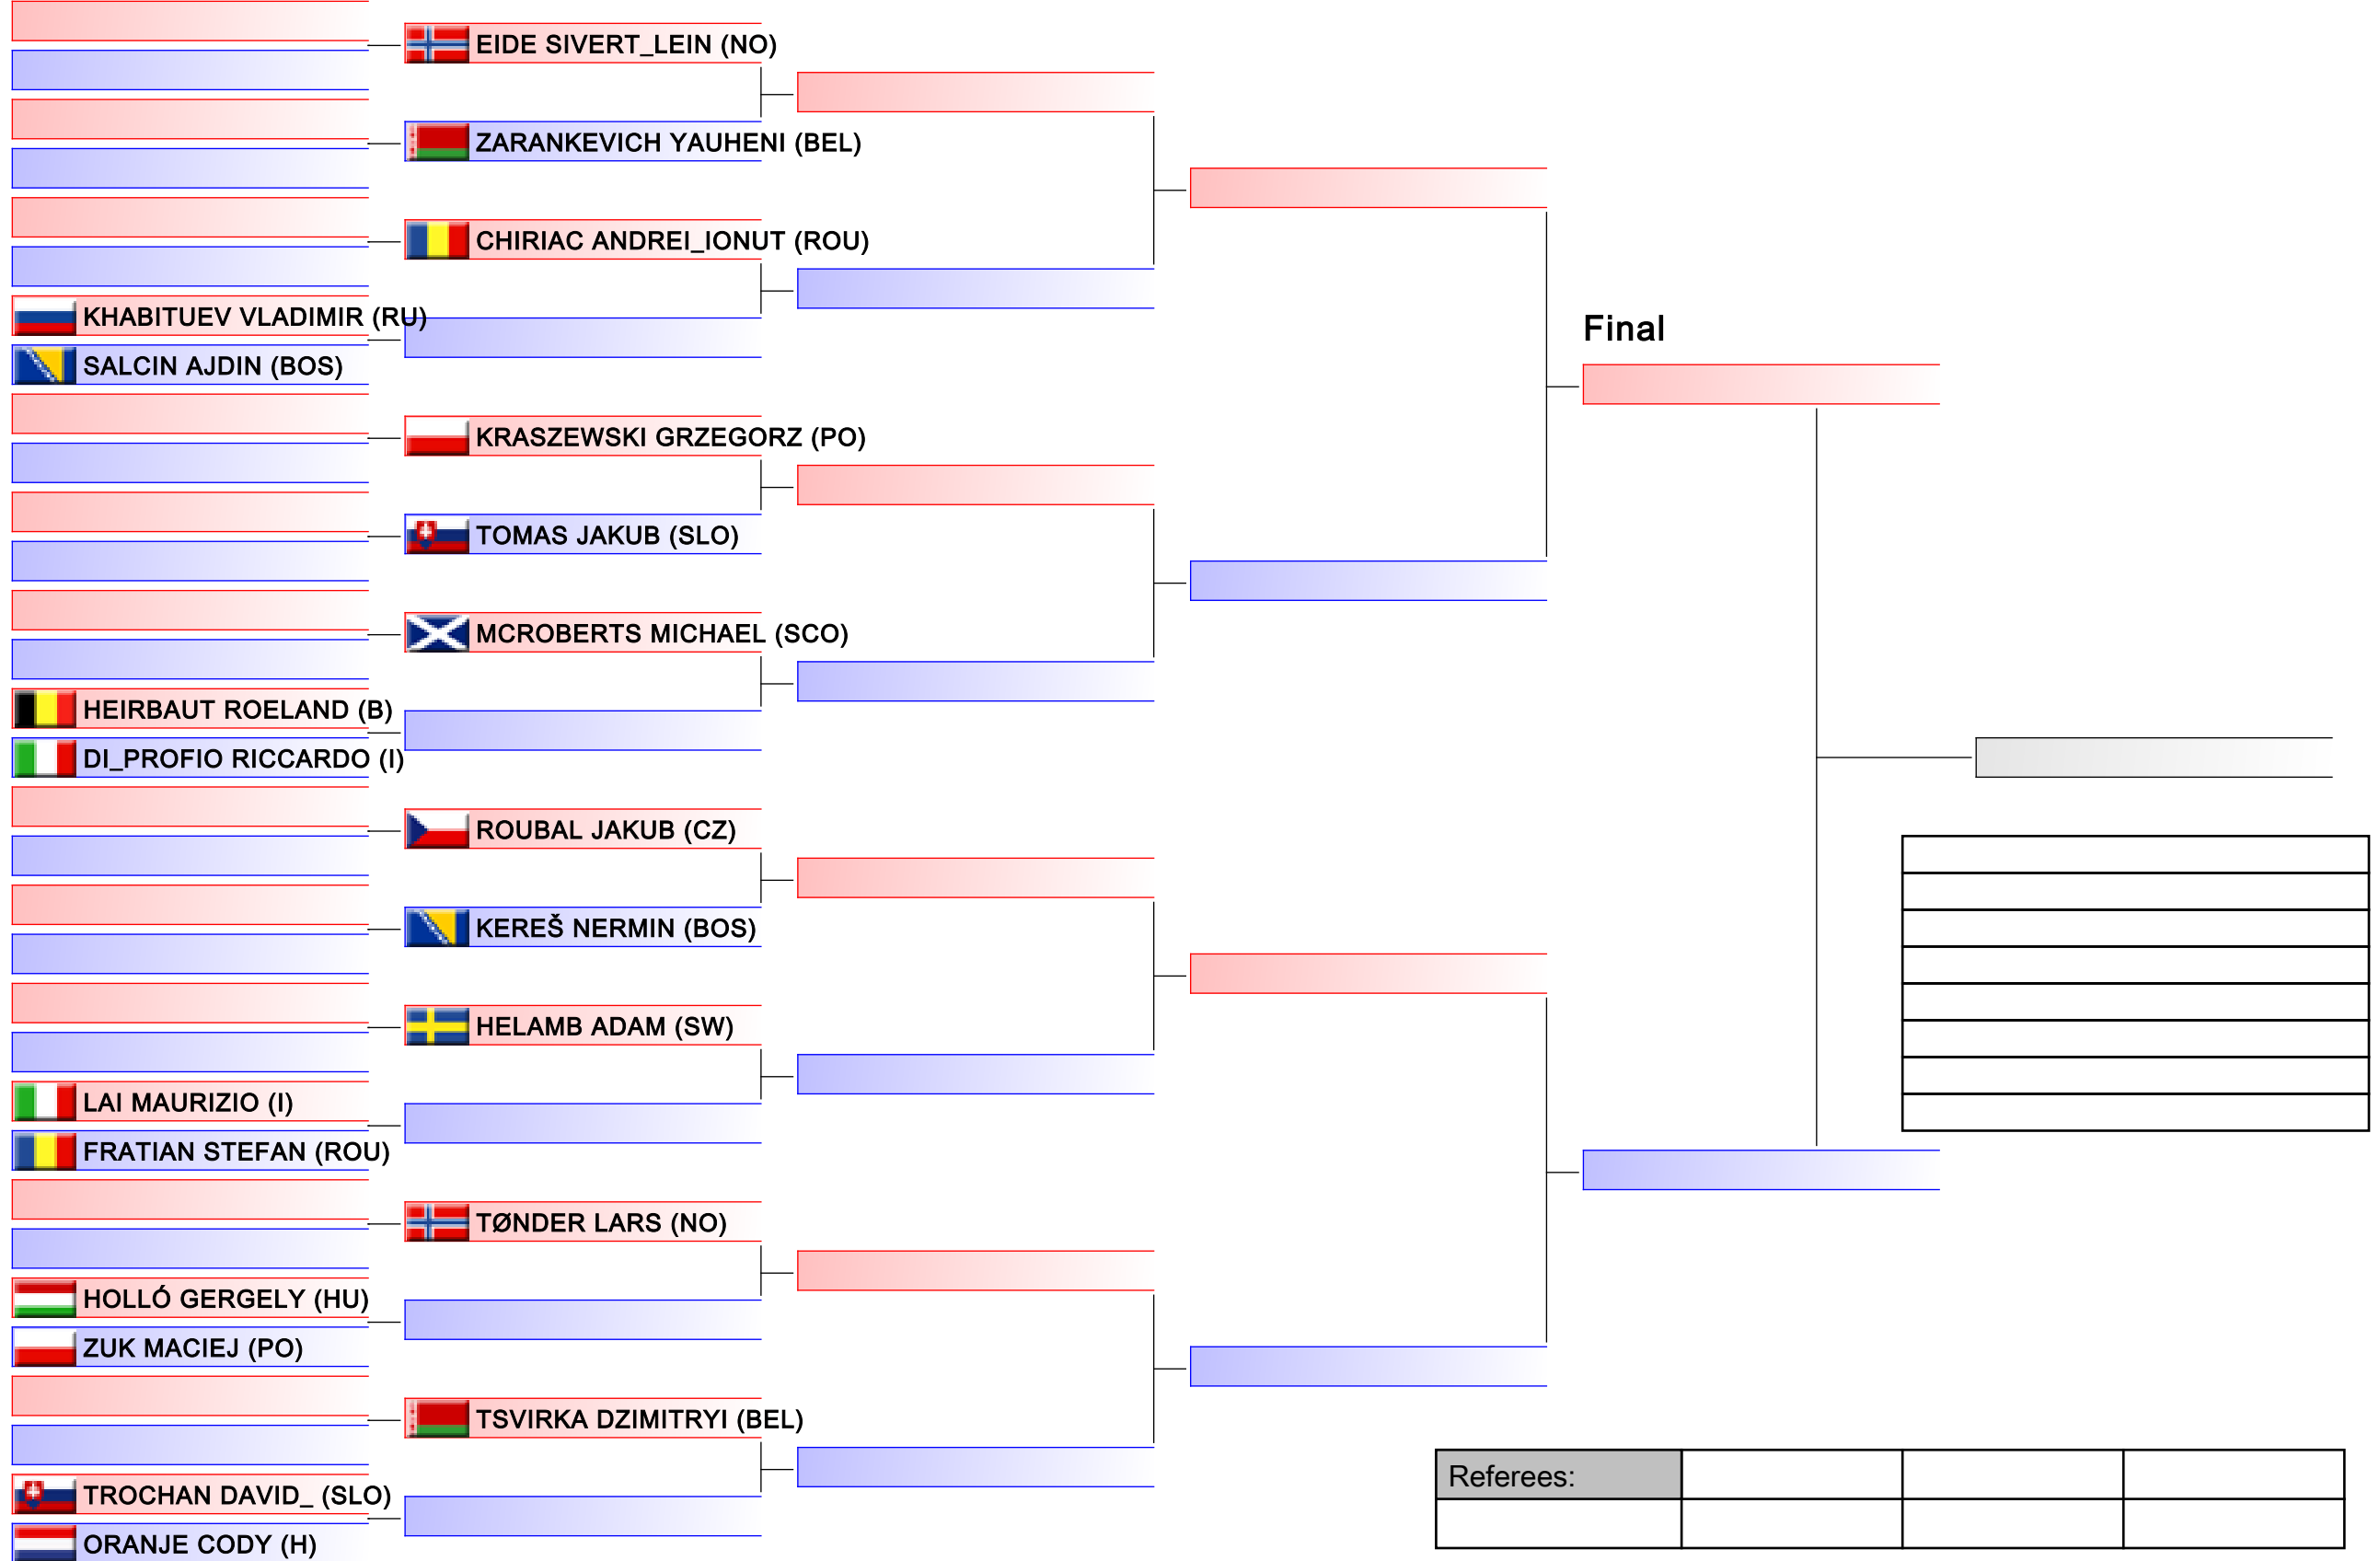 EIDE SIVERT_LEIN (NO)
ZARANKEVICH YAUHENI (BEL)
CHIRIAC ANDREI_IONUT (ROU)
KHABITUEV VLADIMIR (RU)
SALCIN AJDIN (BOS)
Final
KRASZEWSKI GRZEGORZ (PO)
TOMAS JAKUB (SLO)
MCROBERTS MICHAEL (SCO)
HEIRBAUT ROELAND (B)
DI_PROFIO RICCARDO (I)
ROUBAL JAKUB (CZ)
KEREŠ NERMIN (BOS)
HELAMB ADAM (SW)
LAI MAURIZIO (I)
FRATIAN STEFAN (ROU)
TØNDER LARS (NO)
HOLLÓ GERGELY (HU)
ZUK MACIEJ (PO)
TSVIRKA DZIMITRYI (BEL)
Referees:
TROCHAN DAVID_ (SLO)
ORANJE CODY (H)